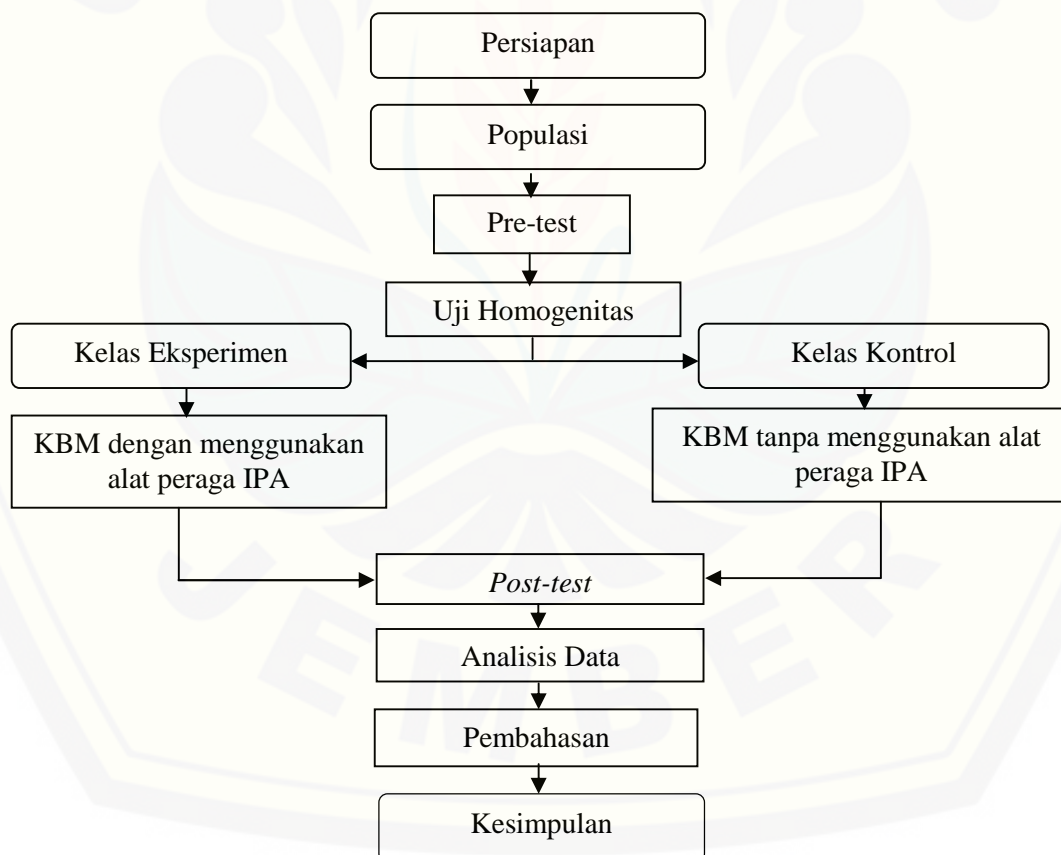 Persiapan
Populasi
Pre-test
Uji Homogenitas
Kelas Eksperimen
Kelas Kontrol
KBM dengan menggunakan
alat peraga IPA
KBM tanpa menggunakan alat
peraga IPA
Post-test
Analisis Data
Pembahasan
Kesimpulan
JEMBER